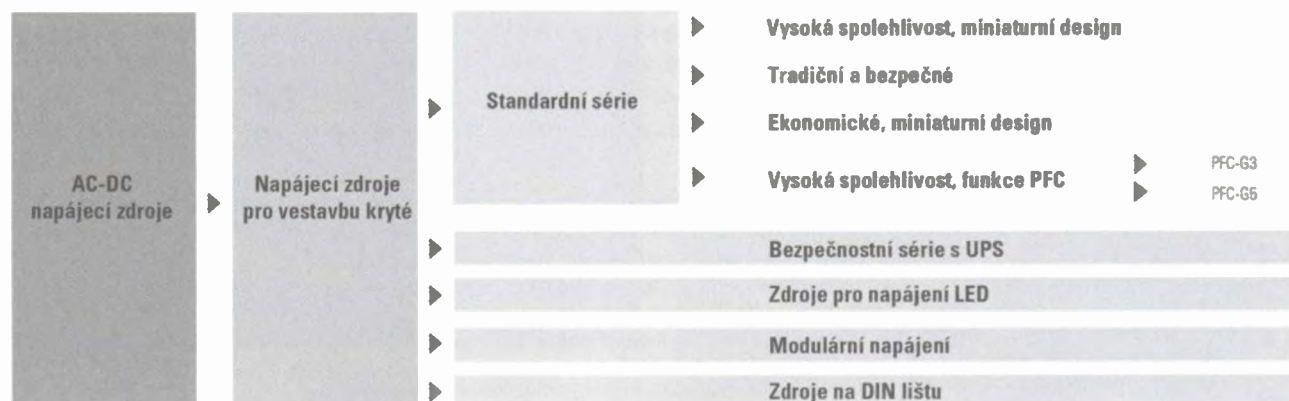 AC-DC
napájecí zdroje
Napájecí zdroje
pro vestavbu kryté
Standardní série
Vysoká spolehlivost, miniaturní design
Tradiční a bezpečné
Ekonomické, miniaturní design
Vysoká spolehlivost, funkce PFC
PFC-G3
PFC-G5
Bezpečnostní série s UPS
Zdroje pro napájení LED
Modulární napájení
Zdroje na DIN lištu